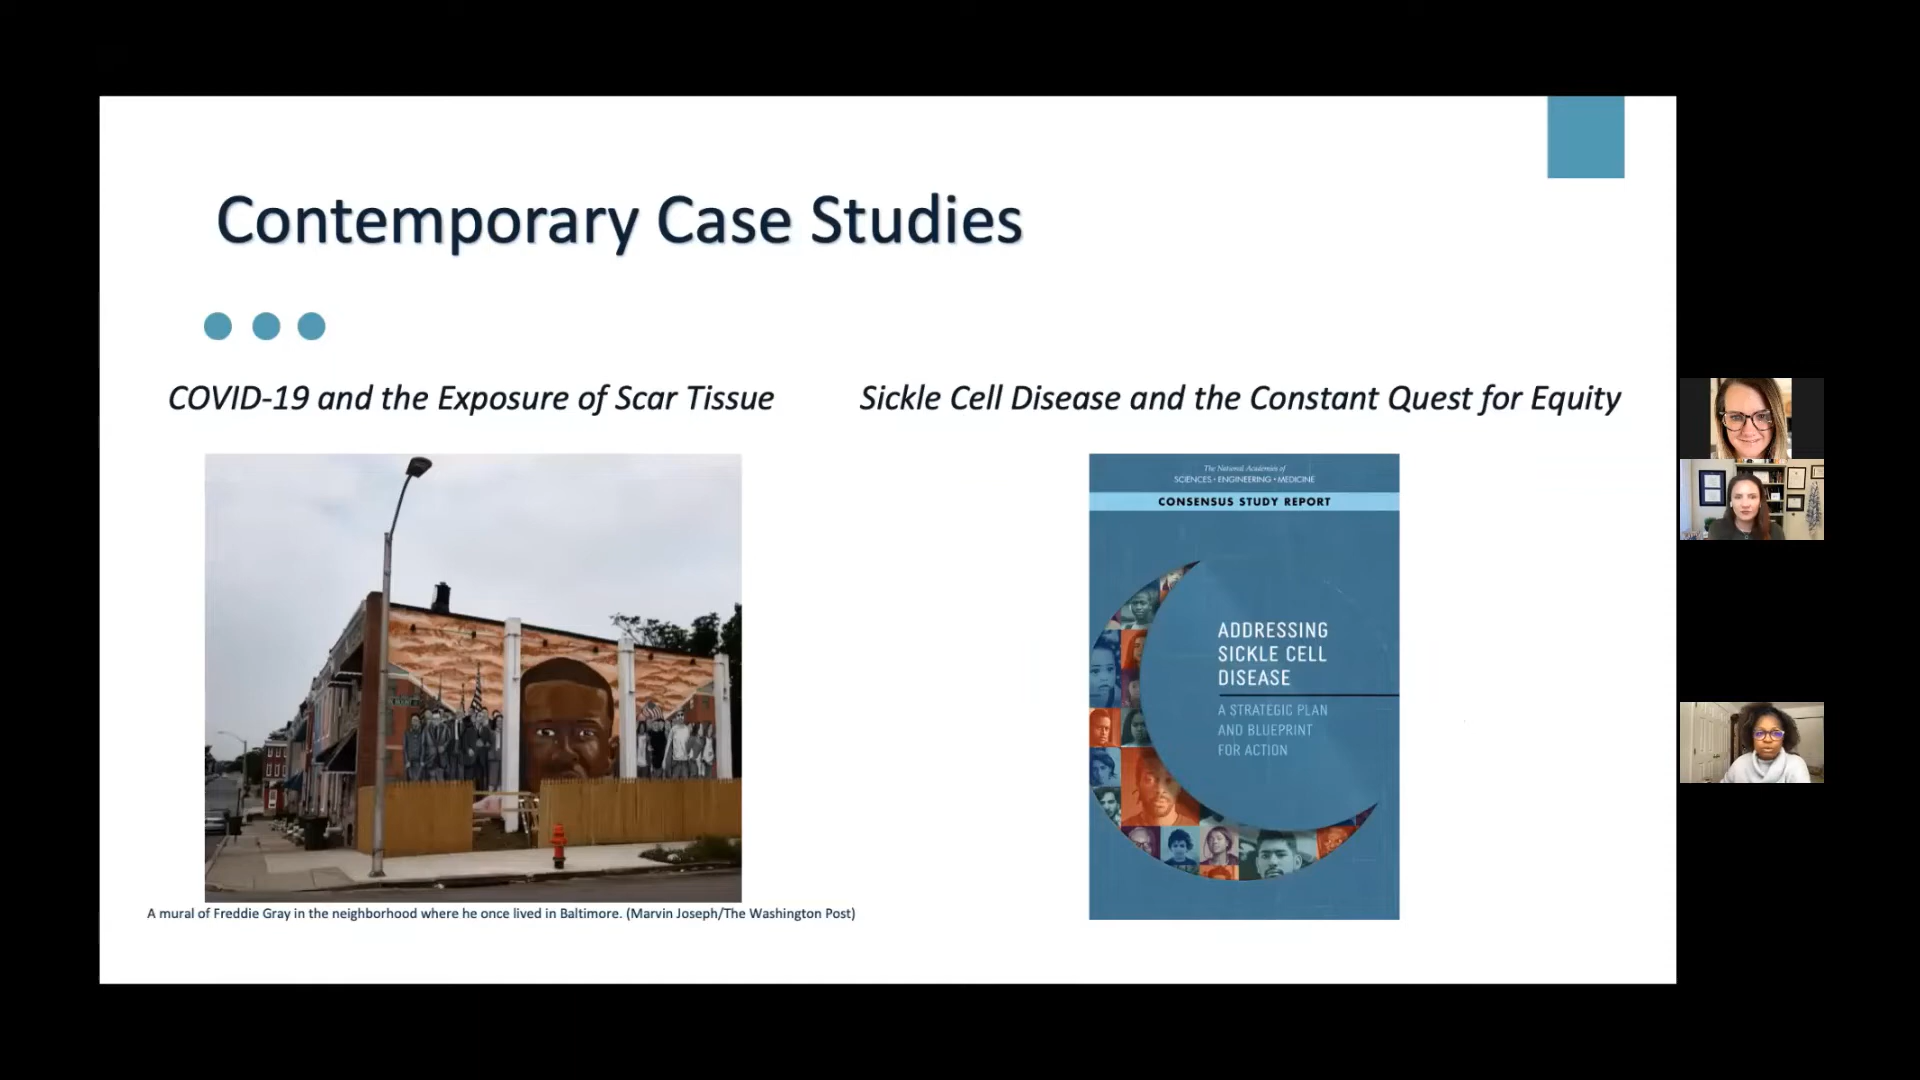 Contemporary Case Studies
COVID-19 and the Exposure of Scar Tissue
A mural of Freddie Gray in the neighborhood where he once lived in Baltimore. (Marvin Joseph/The Washington Post)
Sickle Cell Disease and the Constant Quest for Equity
The National Academies of
SCIENCES • ENGINEERING • MEDICINE
CONSENSUS STUDY REPORT
ADDRESSING
SICKLE CELL
DISEASE
A STRATEGIC PLAN
AND BLUEPRINT
FOR ACTION